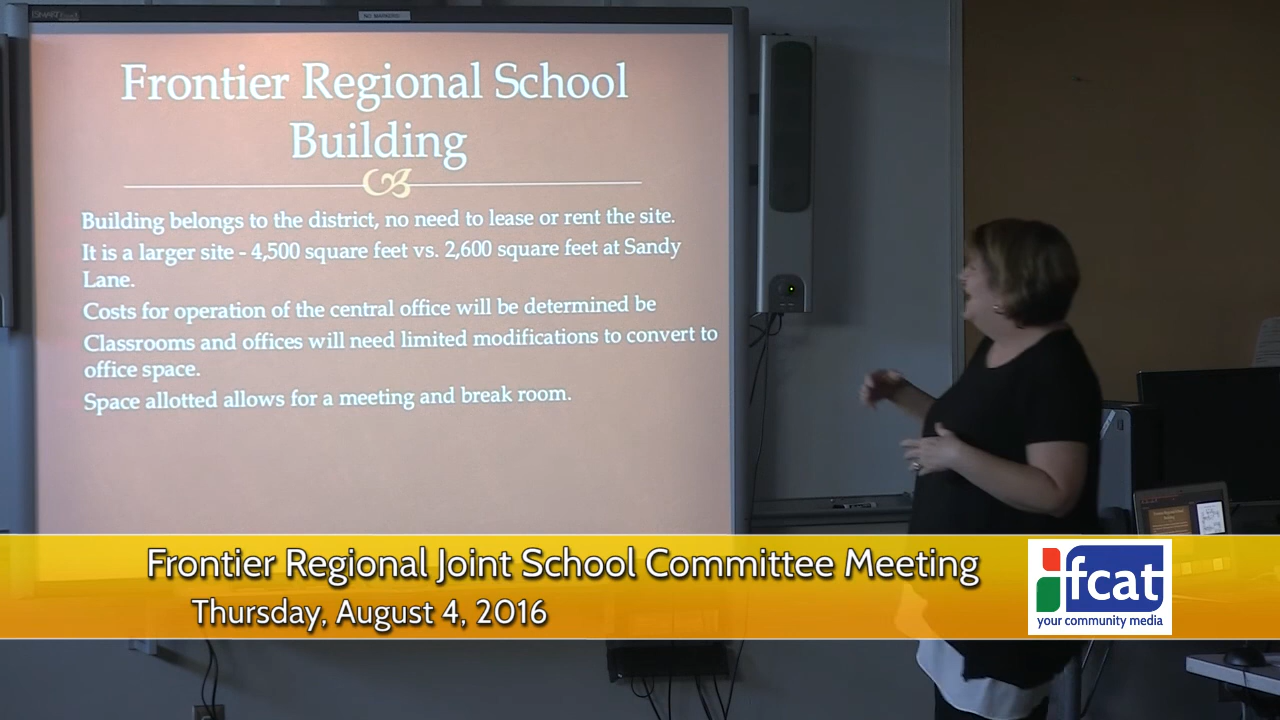 NO MARKERS
Frontier Regional School
Building
Building belongs to the district, no need to lease or rent the site.
It is a larger site - 4,500 square feet vs. 2,600 square feet at Sandy
Lane.
Costs for operation of the central office will be determined be
Classrooms and offices will need limited modifications to convert to
office space.
Space allotted allows for a meeting and break room.
Frontier Regional Joint School Committee Meeting
Thursday, August 4, 2016
fcat
your community media